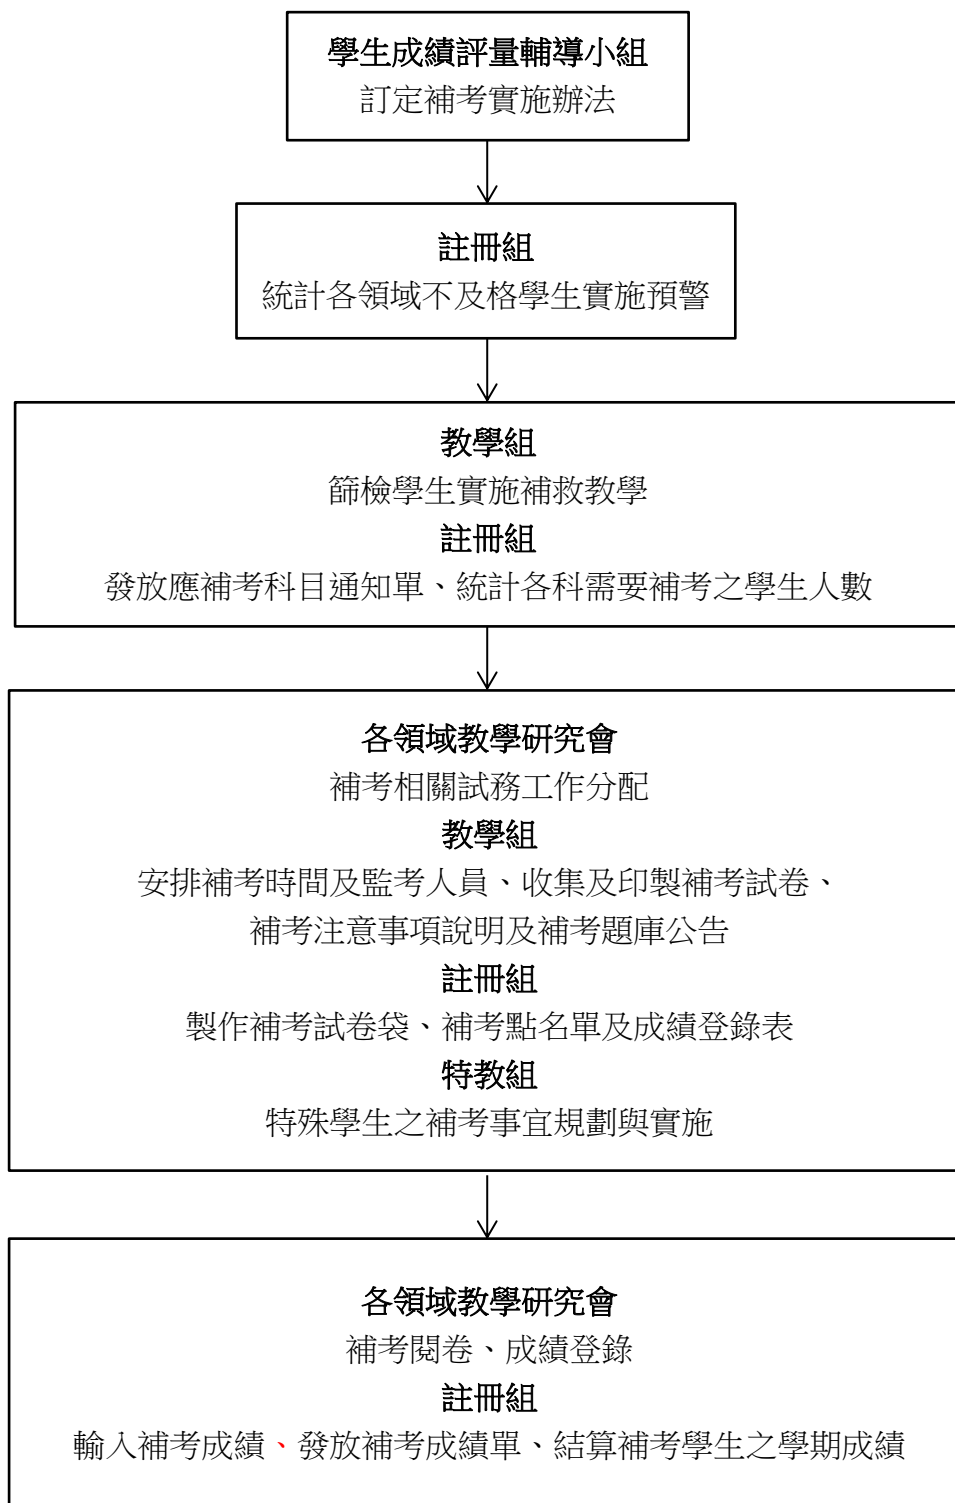 學生成績評量輔導小組
訂定補考實施辦法
註冊組
統計各領域不及格學生實施預警
教學組
篩檢學生實施補救教學
註冊組
發放應補考科目通知單、統計各科需要補考之學生人數
各領域教學研究會
補考相關試務工作分配
教學組
安排補考時間及監考人員、收集及印製補考試卷、
補考注意事項說明及補考題庫公告
註冊組
製作補考試卷袋、補考點名單及成績登錄表
特教組
特殊學生之補考事宜規劃與實施
各領域教學研究會
補考閱卷、成績登錄
註冊組
輸入補考成績、發放補考成績單、結算補考學生之學期成績